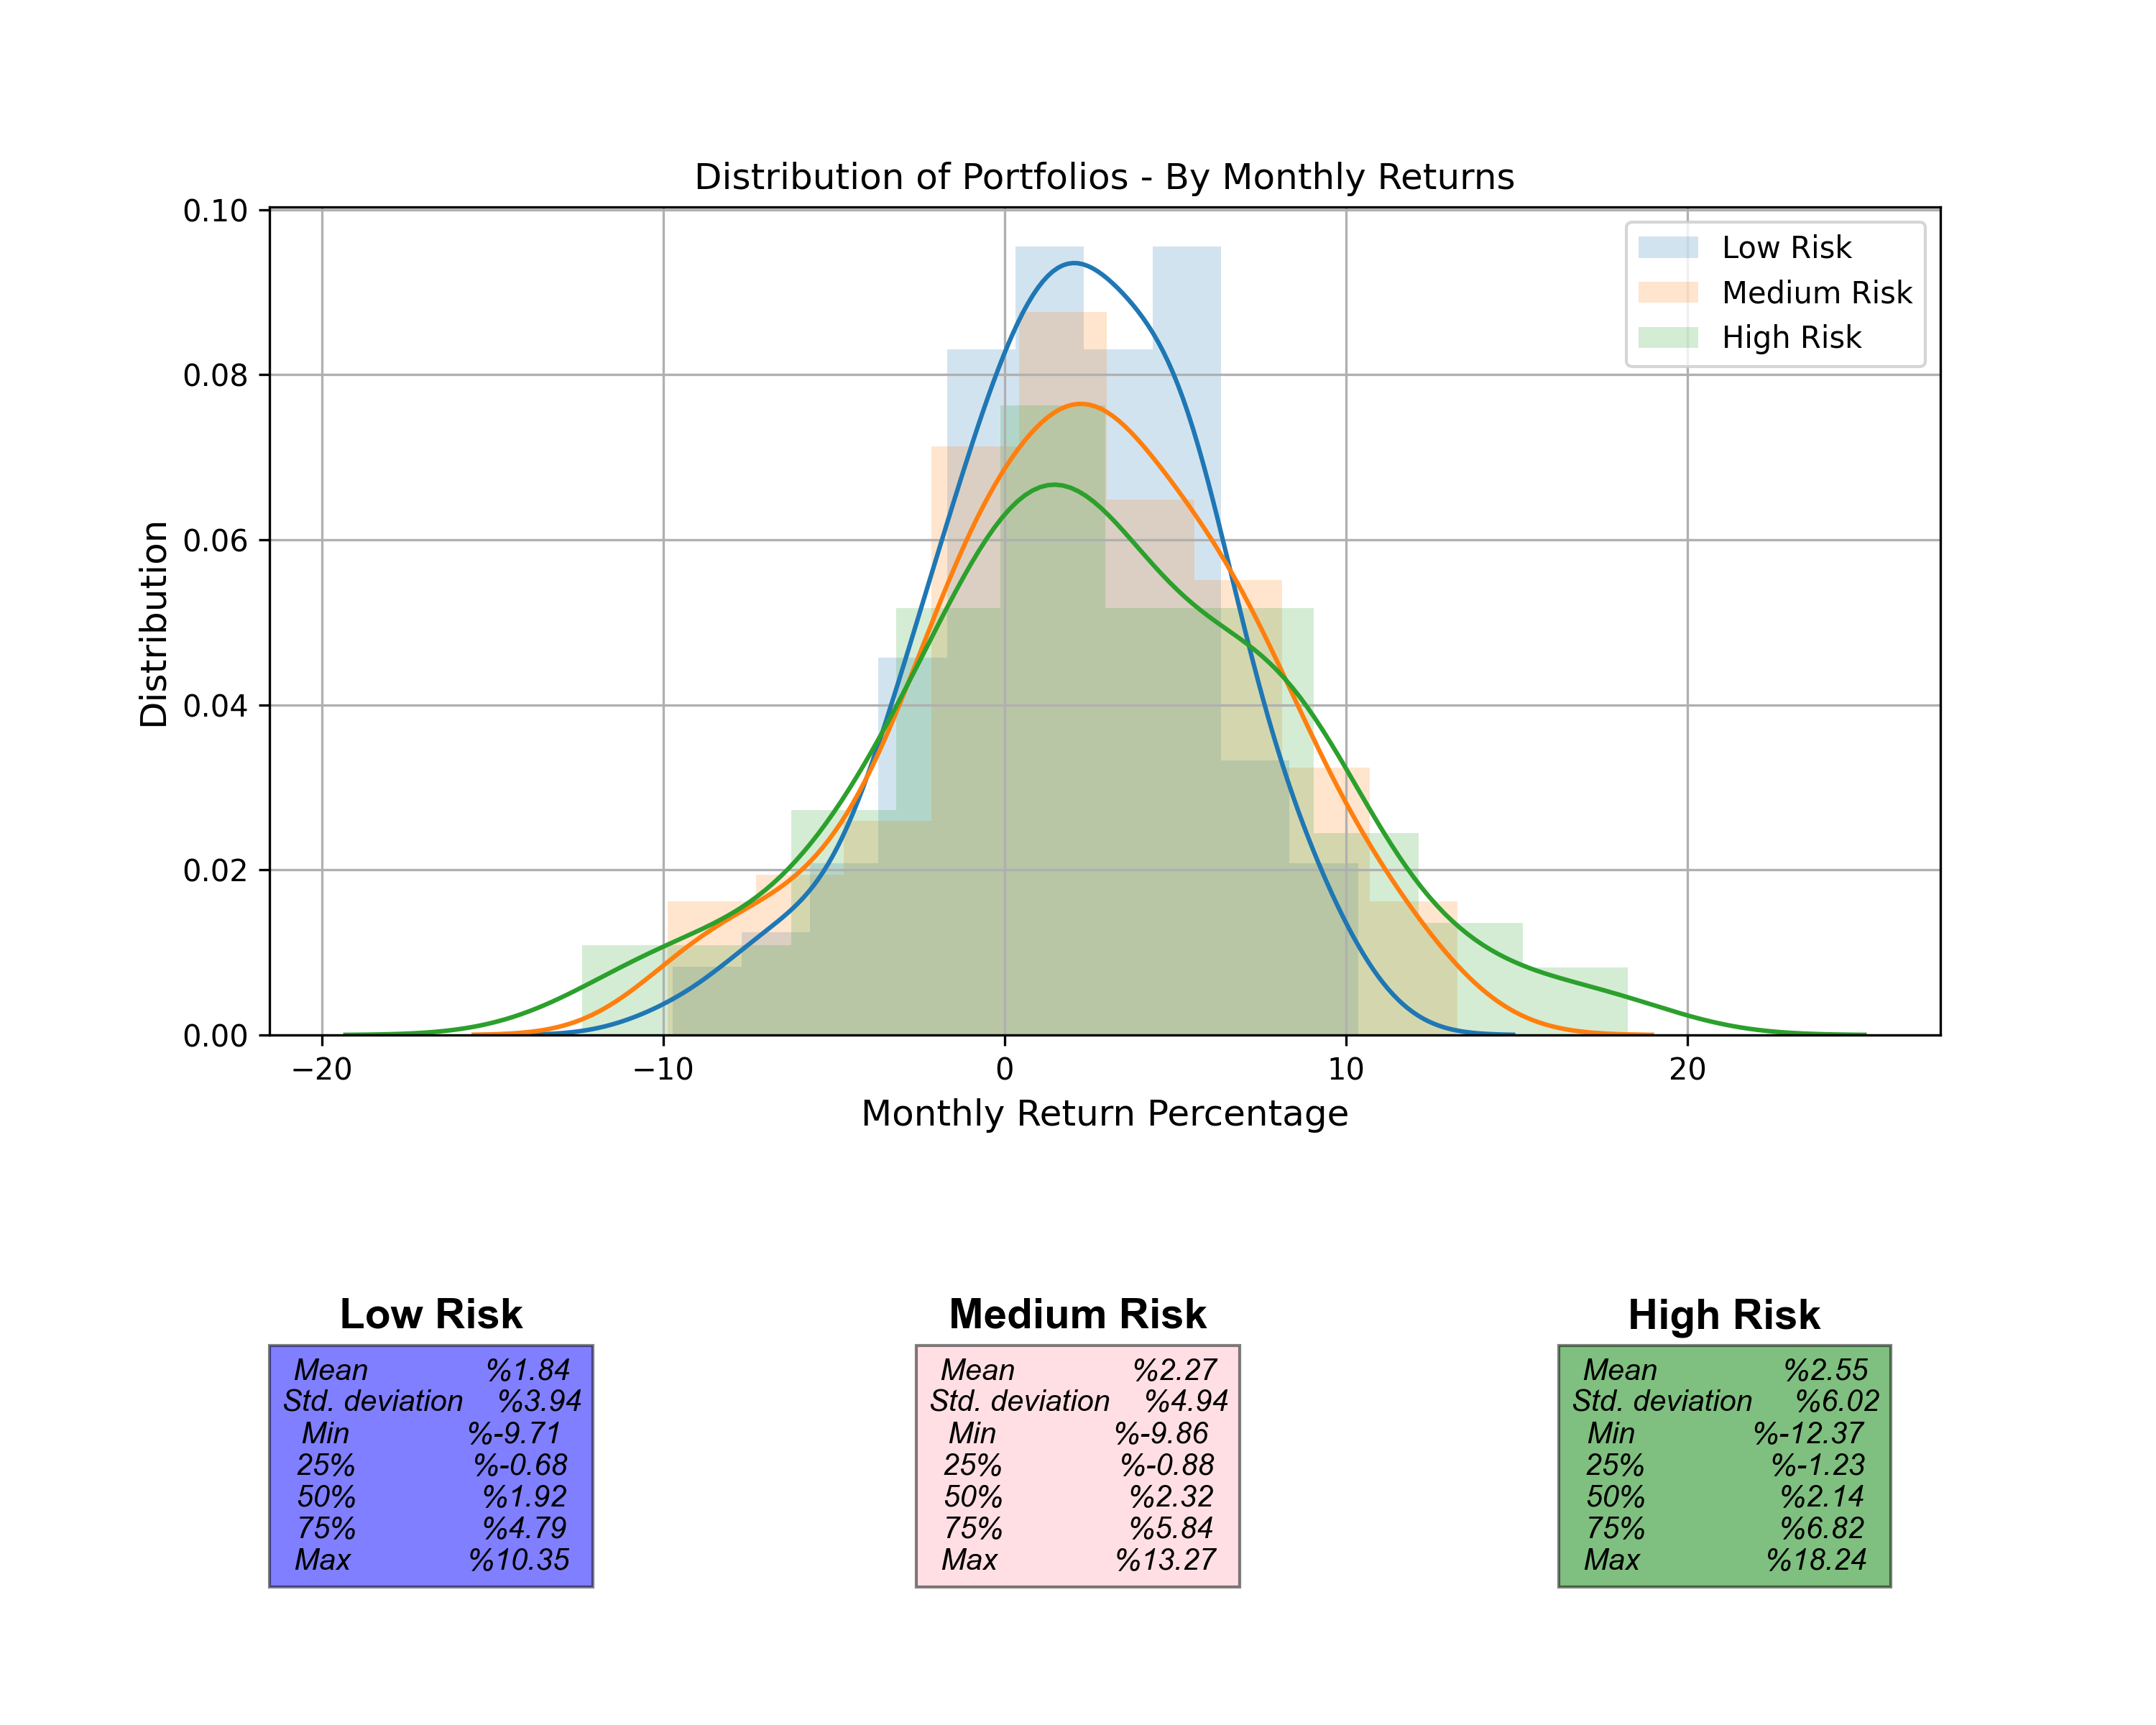 Distribution of Portfolios - By Monthly Returns
0.10
0.08
0.06
0.04
0.02
0.00
Distribution
Low Risk
Medium Risk
High Risk
−20 −10 0 10 20
Monthly Return Percentage
Low Risk
Mean %1.84
Std. deviation %3.94
Min %-9.71
25% %-0.68
50% %1.92
75% %4.79
Max %10.35
Medium Risk
Mean %2.27
Std. deviation %4.94
Min %-9.86
25% %-0.88
50% %2.32
75% %5.84
Max %13.27
High Risk
Mean %2.55
Std. deviation %6.02
Min %-12.37
25% %-1.23
50% %2.14
75% %6.82
Max %18.24